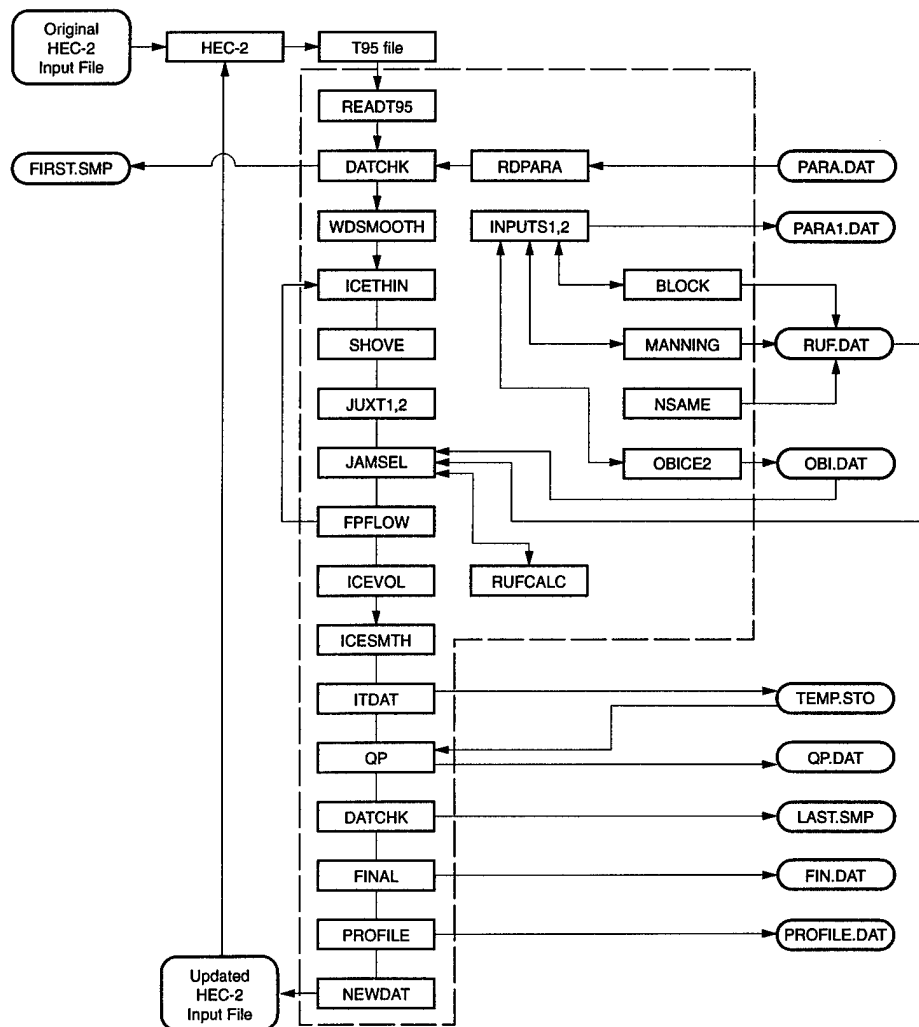 Original
HEC-2
Input File
HEC-2
T95 file
READT95
FIRST.SMP
DATCHK
RDPARA
PARA.DAT
WDSMOOTH
INPUTS1,2
PARA1.DAT
ICETHIN
BLOCK
SHOVE
MANNING
RUF.DAT
JUXT1,2
NSAME
JAMSEL
OBICE2
OBI.DAT
FPFLOW
ICEVOL
RUFCALC
ICESMTH
ITDAT
TEMP.STO
QP
QP.DAT
DATCHK
LAST.SMP
FINAL
FIN.DAT
PROFILE
PROFILE.DAT
Updated
HEC-2
Input File
NEWDAT